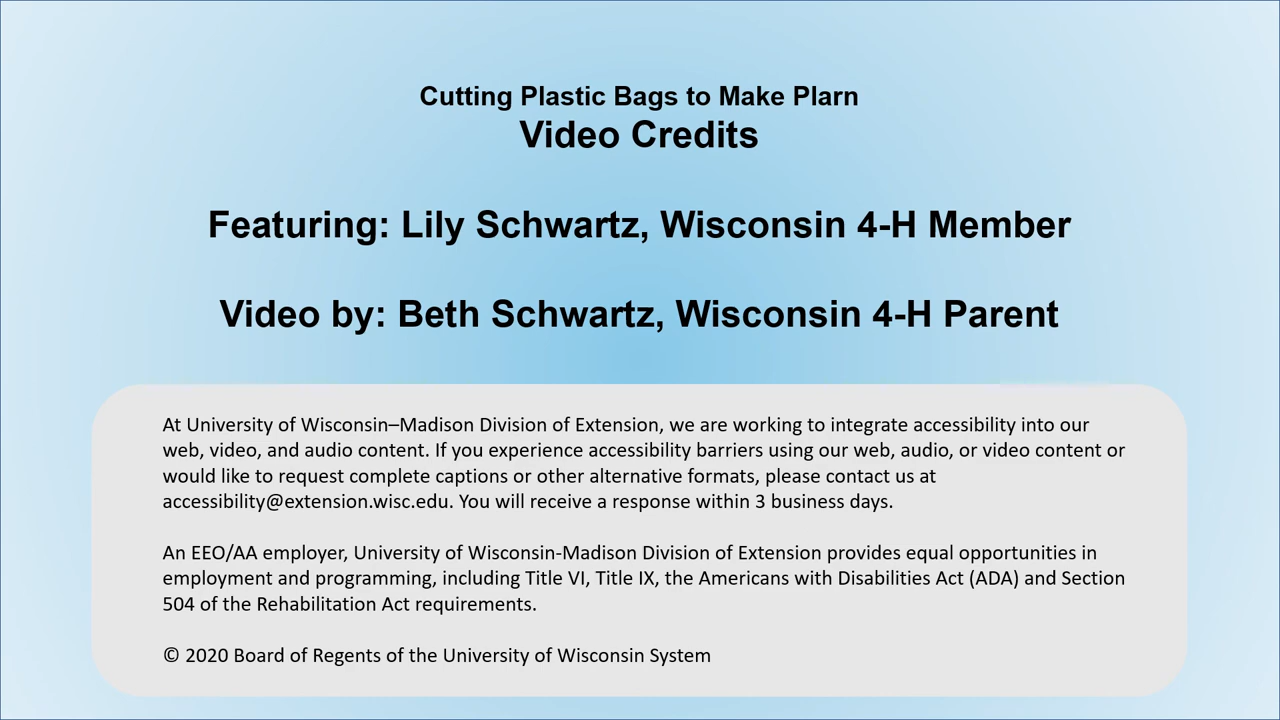 Cutting Plastic Bags to Make Plarn
Video Credits
Featuring: Lily Schwartz, Wisconsin 4-H Member
Video by: Beth Schwartz, Wisconsin 4-H Parent
At University of Wisconsin–Madison Division of Extension, we are working to integrate accessibility into our
web, video, and audio content. If you experience accessibility barriers using our web, audio, or video content or
would like to request complete captions or other alternative formats, please contact us at
accessibility@extension.wisc.edu. You will receive a response within 3 business days.
An EEO/AA employer, University of Wisconsin-Madison Division of Extension provides equal opportunities in
employment and programming, including Title VI, Title IX, the Americans with Disabilities Act (ADA) and Section
504 of the Rehabilitation Act requirements.
© 2020 Board of Regents of the University of Wisconsin System